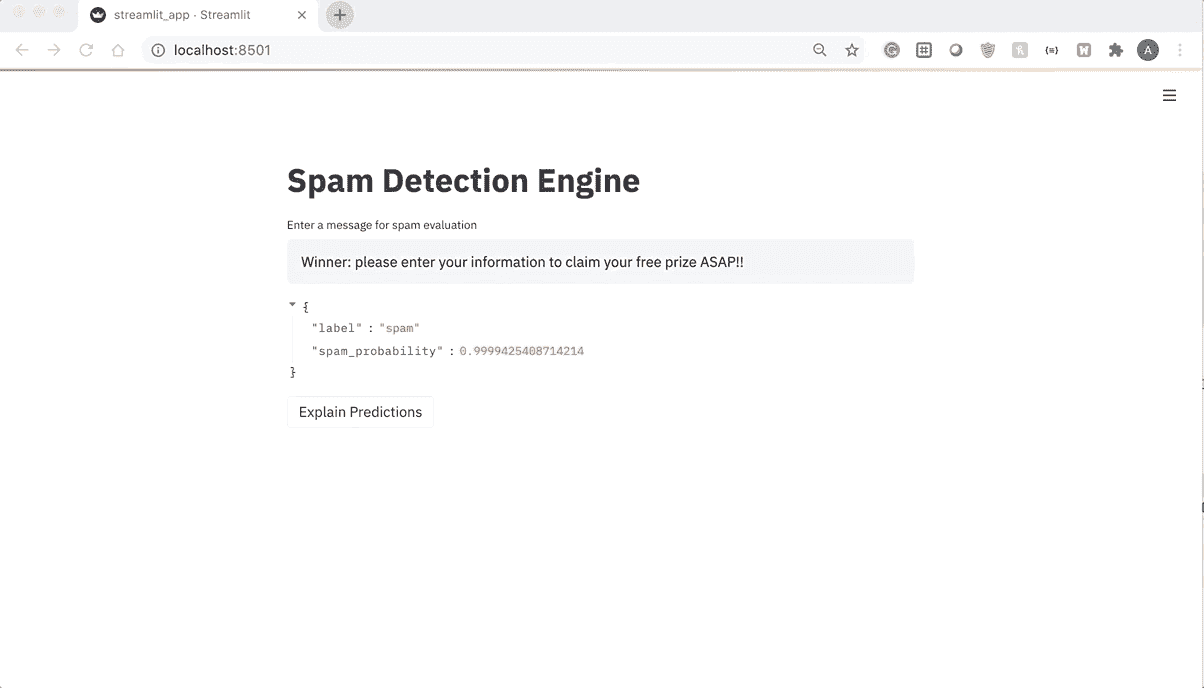 streamlit_app · Streamlit
localhost:8501
A
Spam Detection Engine
Enter a message for spam evaluation
Winner: please enter your information to claim your free prize ASAP!!
{
"label" : "spam"
"spam_probability" : 0.9999425408714214
}
Explain Predictions